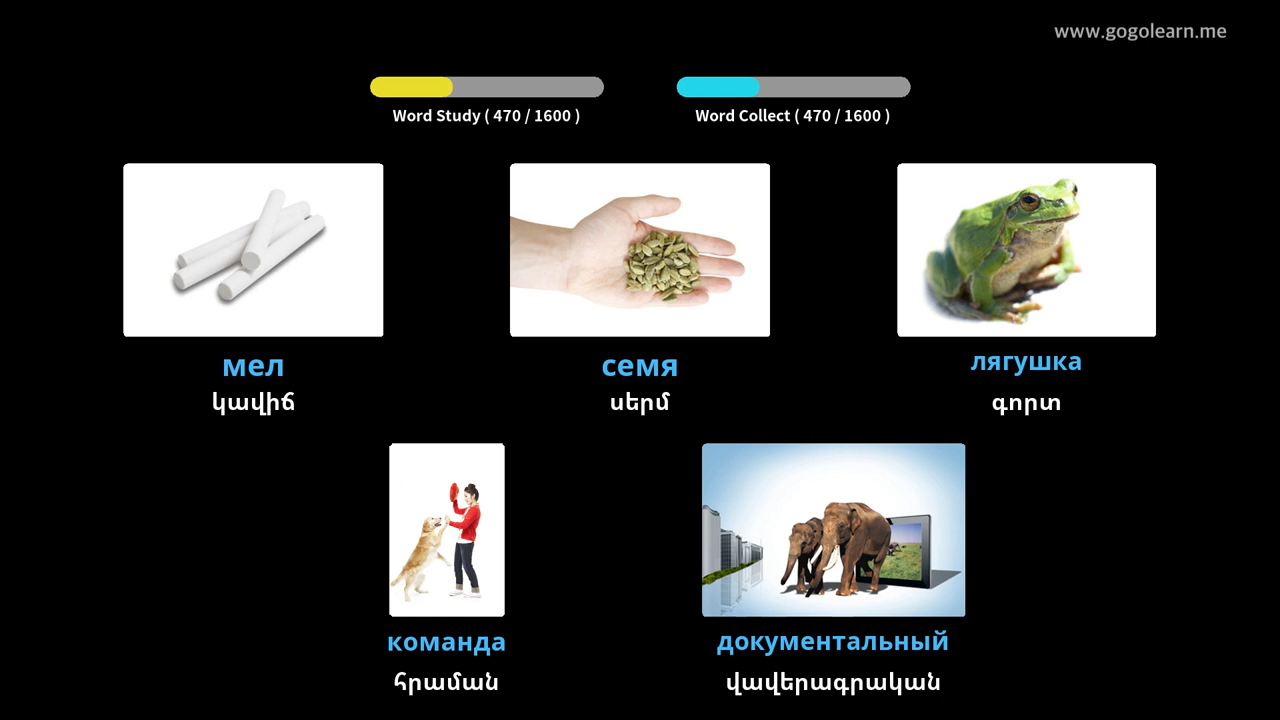 www.gogolearn.me
Word Study ( 470 / 1600 )
Word Collect ( 470 / 1600 )
мел
կավիճ
семя
սերմ
лягушка
գորտ
команда
հրաման
документальный
վավերագրական